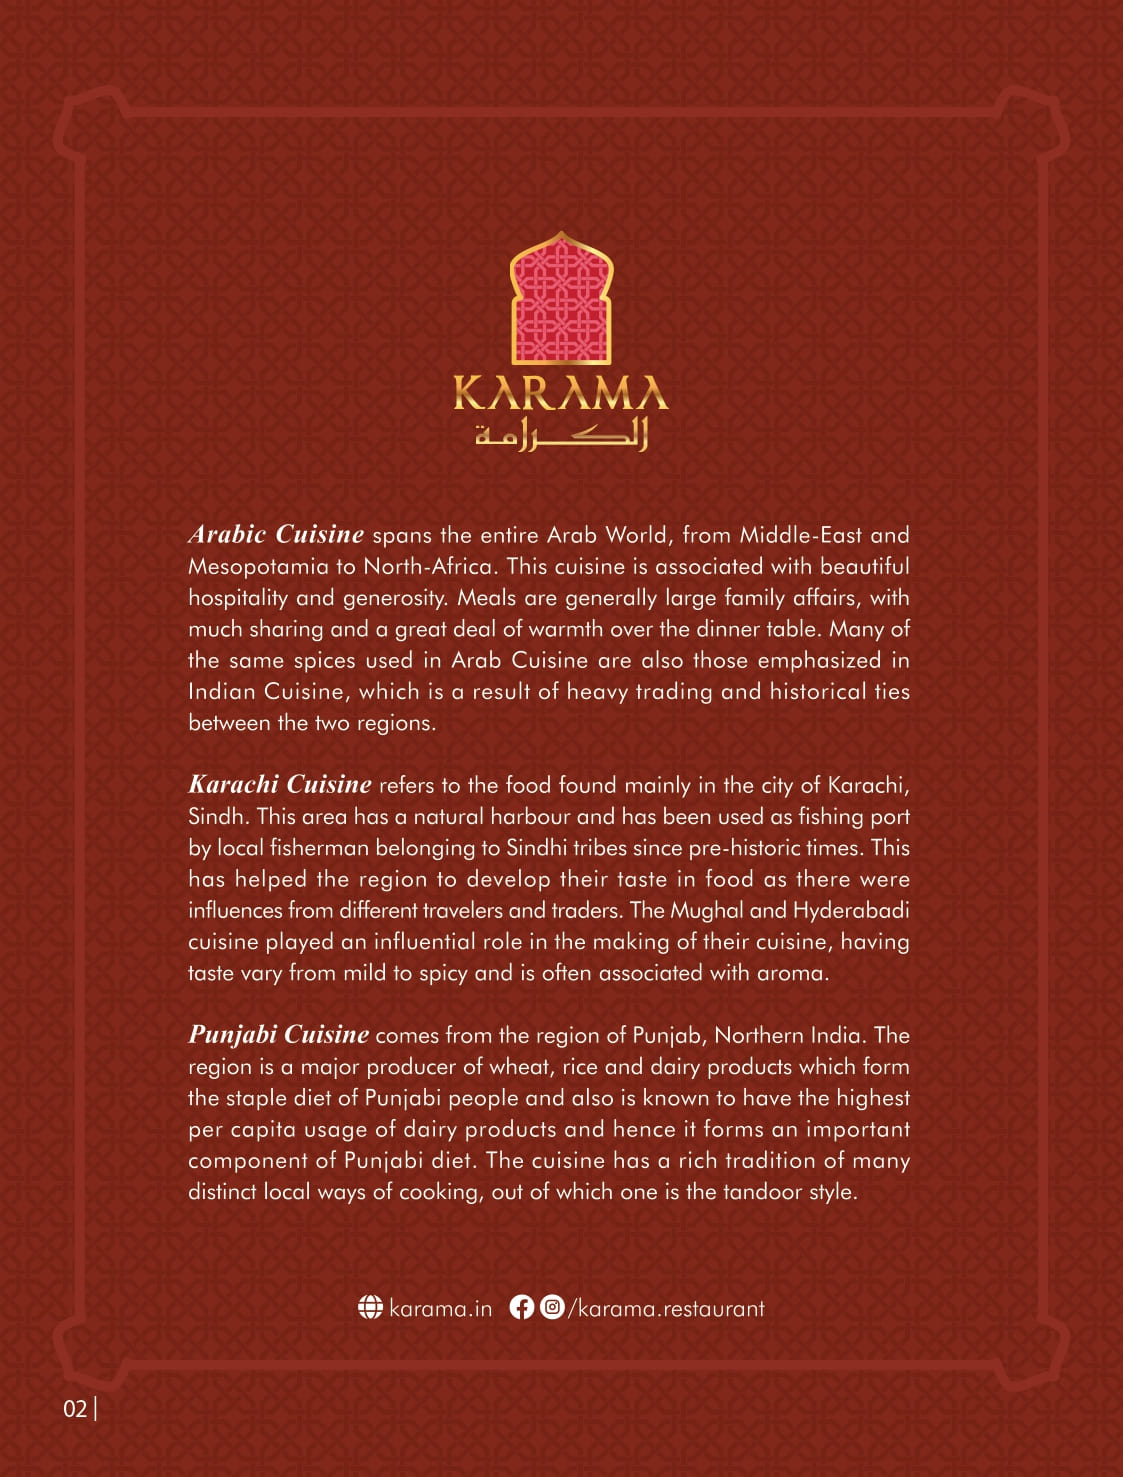 KARAMA
الكرامة
Arabic Cuisine spans the entire Arab World, from Middle-East and
Mesopotamia to North-Africa. This cuisine is associated with beautiful
hospitality and generosity. Meals are generally large family affairs, with
much sharing and a great deal of warmth over the dinner table. Many of
the same spices used in Arab Cuisine are also those emphasized in
Indian Cuisine, which is a result of heavy trading and historical ties
between the two regions.
Karachi Cuisine refers to the food found mainly in the city of Karachi,
Sindh. This area has a natural harbour and has been used as fishing port
by local fisherman belonging to Sindhi tribes since pre-historic times. This
has helped the region to develop their taste in food as there were
influences from different travelers and traders. The Mughal and Hyderabadi
cuisine played an influential role in the making of their cuisine, having
taste vary from mild to spicy and is often associated with aroma.
Punjabi Cuisine comes from the region of Punjab, Northern India. The
region is a major producer of wheat, rice and dairy products which form
the staple diet of Punjabi people and also is known to have the highest
per capita usage of dairy products and hence it forms an important
component of Punjabi diet. The cuisine has a rich tradition of many
distinct local ways of cooking, out of which one is the tandoor style.
karama.in /karama.restaurant
02 |